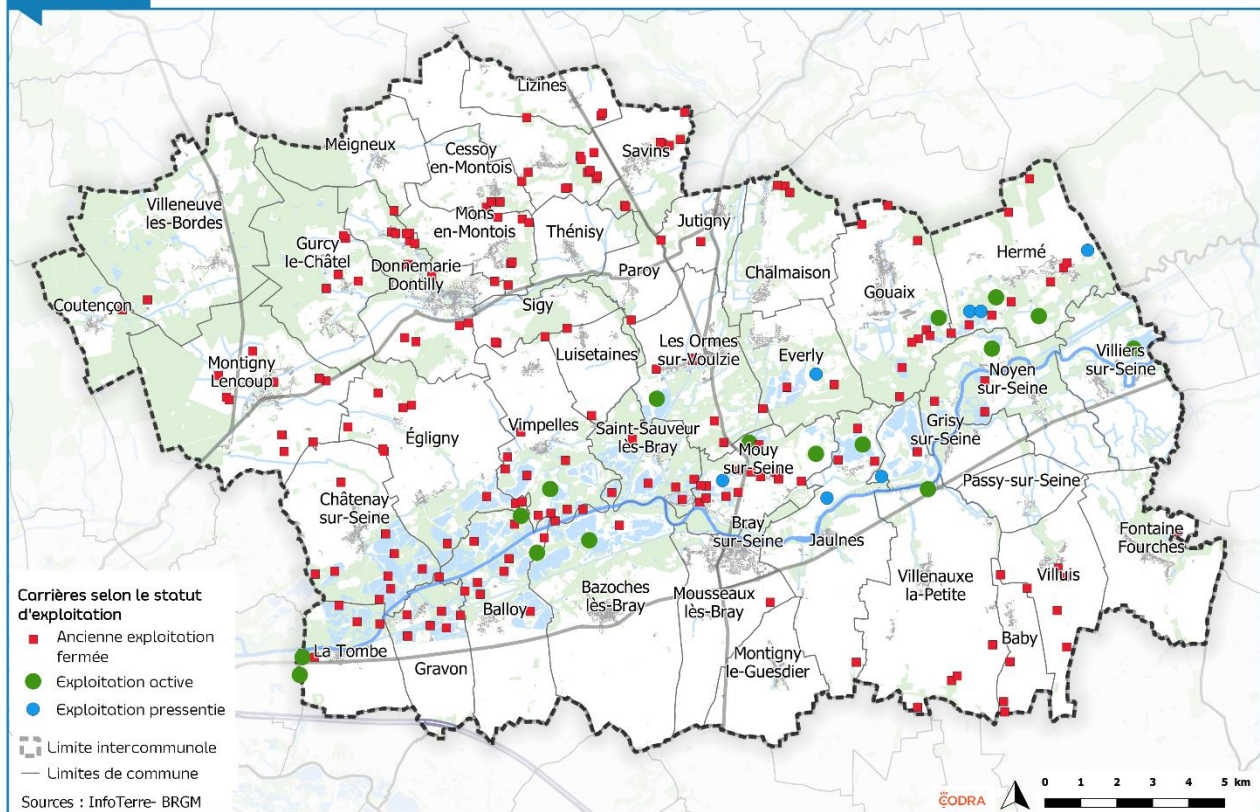 Lizines
Meigneux
Cessoy
en-Montois
Savins
Villeneuve
les-Bordes
Mons
en-Montois
Thénisy
Jutigny
Gurcy
le-Châtel
Donnemarie
Dontilly
Paroy
Chalmaison
Hermé
Coutençon
Sigy
Gouaix
Montigny
Lencoup
Luisetaines
Les Ormes
sur-Voulzie
Everly
Noyen
sur-Seine
Villiers
sur-Seine
Égligny
Vimpelles
Saint-Sauveur
lès-Bray
Mouy
sur-Seine
Grisy
sur-Seine
Châtenay
sur-Seine
Passy-sur-Seine
Bray
sur-Seine
Jaulnes
Fontaine
Fourches
Balloy
Bazoches
lès-Bray
Mousseaux
lès-Bray
Villenauxe
la-Petite
Villuis
La Tombe
Gravon
Montigny
le-Guesdier
Baby
Carrières selon le statut
d'exploitation
Ancienne exploitation
fermée
Exploitation active
Exploitation pressentie
Limite intercommunale
Limites de commune
Sources : InfoTerre- BRGM
CODRA
0 1 2 3 4 5 km